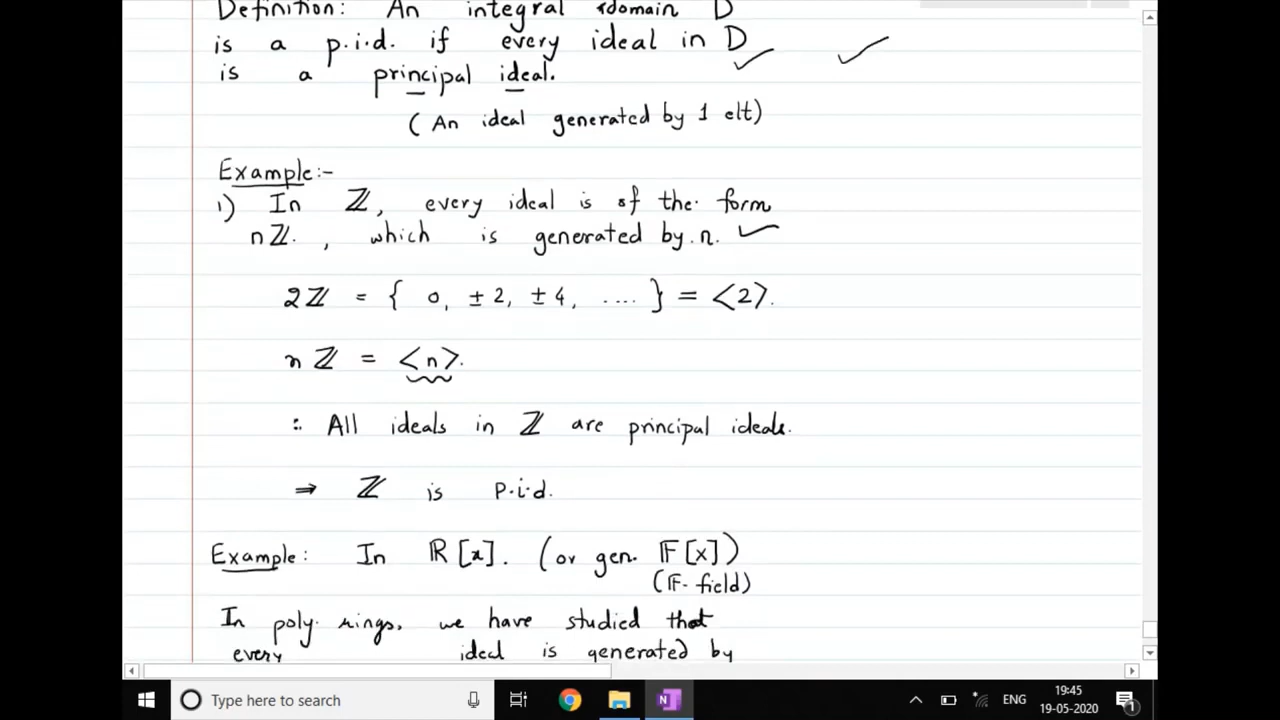 Definition: An integral domain D
is a p.i.d. if every ideal in D
is a principal ideal.
(An ideal generated by 1 elt)
Example:-
1) In ℤ, every ideal is of the form
nℤ, which is generated by n.
2ℤ = { 0, ±2, ±4, .... } = <2>.
nℤ = <n>.
∴ All ideals in ℤ are principal ideals.
⇒ ℤ is p.i.d.
Example: In ℝ[x]. (or gen. 𝔽[x])
(𝔽- field)
In poly. rings, we have studied that
every ideal is generated by
Type here to search
ENG
19:45
19-05-2020
1